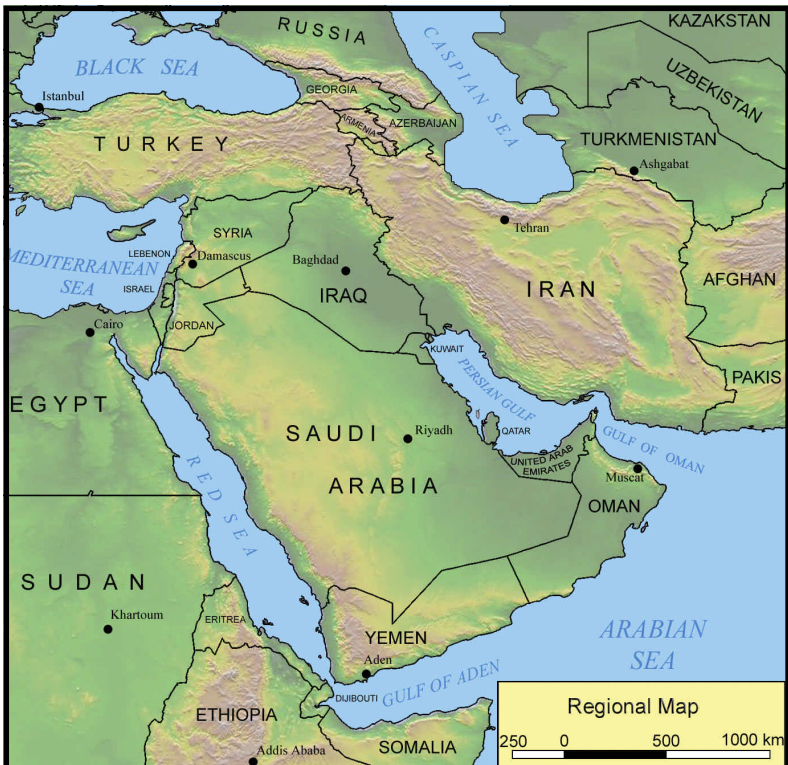 RUSSIA
KAZAKSTAN
CASPIAN SEA
UZBEKISTAN
BLACK SEA
GEORGIA
Istanbul
ARMENIA
AZERBAIJAN
TURKEY
TURKMENISTAN
Ashgabat
Tehran
SYRIA
LEBENON
Damascus
Baghdad
MEDITERRANEAN
SEA
ISRAEL
IRAQ
IRAN
AFGHAN
Cairo
JORDAN
KUWAIT
PERSIAN GULF
PAKIS
EGYPT
SAUDI
ARABIA
Riyadh
QATAR
GULF OF OMAN
UNITED ARAB
EMIRATES
Muscat
RED SEA
OMAN
SUDAN
Khartoum
ERITREA
YEMEN
Aden
ARABIAN
SEA
DJIBOUTI
GULF OF ADEN
ETHIOPIA
Addis Ababa
SOMALIA
Regional Map
250 0 500 1000 km